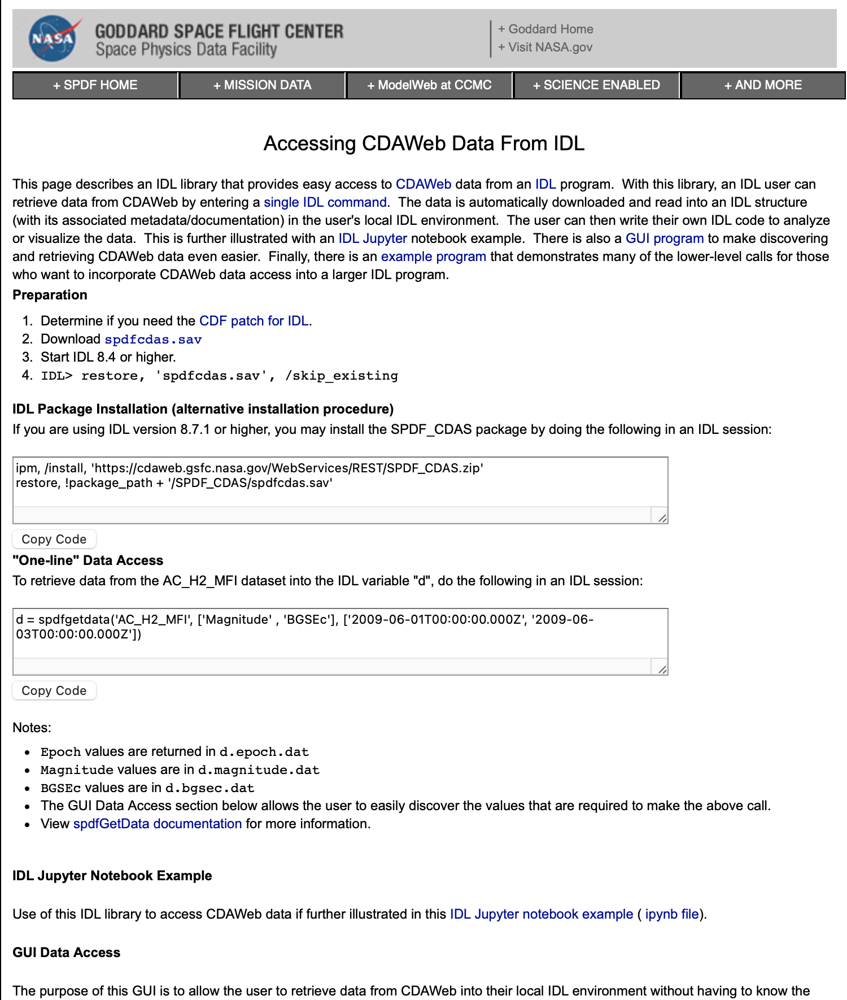 NASA
GODDARD SPACE FLIGHT CENTER
Space Physics Data Facility
+ Goddard Home
+ Visit NASA.gov
+ SPDF HOME
+ MISSION DATA
+ ModelWeb at CCMC
+ SCIENCE ENABLED
+ AND MORE
Accessing CDAWeb Data From IDL
This page describes an IDL library that provides easy access to CDAWeb data from an IDL program.  With this library, an IDL user can
retrieve data from CDAWeb by entering a single IDL command.  The data is automatically downloaded and read into an IDL structure
(with its associated metadata/documentation) in the user's local IDL environment.  The user can then write their own IDL code to analyze
or visualize the data.  This is further illustrated with an IDL Jupyter notebook example.  There is also a GUI program to make discovering
and retrieving CDAWeb data even easier.  Finally, there is an example program that demonstrates many of the lower-level calls for those
who want to incorporate CDAWeb data access into a larger IDL program.
Preparation
1. Determine if you need the CDF patch for IDL.
2. Download spdfcdas.sav
3. Start IDL 8.4 or higher.
4. IDL> restore, 'spdfcdas.sav', /skip_existing
IDL Package Installation (alternative installation procedure)
If you are using IDL version 8.7.1 or higher, you may install the SPDF_CDAS package by doing the following in an IDL session:
ipm, /install, 'https://cdaweb.gsfc.nasa.gov/WebServices/REST/SPDF_CDAS.zip'
restore, !package_path + '/SPDF_CDAS/spdfcdas.sav'
Copy Code
"One-line" Data Access
To retrieve data from the AC_H2_MFI dataset into the IDL variable "d", do the following in an IDL session:
d = spdfgetdata('AC_H2_MFI', ['Magnitude' , 'BGSEc'], ['2009-06-01T00:00:00.000Z', '2009-06-
03T00:00:00.000Z'])
Copy Code
Notes:
• Epoch values are returned in d.epoch.dat
• Magnitude values are in d.magnitude.dat
• BGSEc values are in d.bgsec.dat
• The GUI Data Access section below allows the user to easily discover the values that are required to make the above call.
• View spdfGetData documentation for more information.
IDL Jupyter Notebook Example
Use of this IDL library to access CDAWeb data if further illustrated in this IDL Jupyter notebook example ( ipynb file).
GUI Data Access
The purpose of this GUI is to allow the user to retrieve data from CDAWeb into their local IDL environment without having to know the